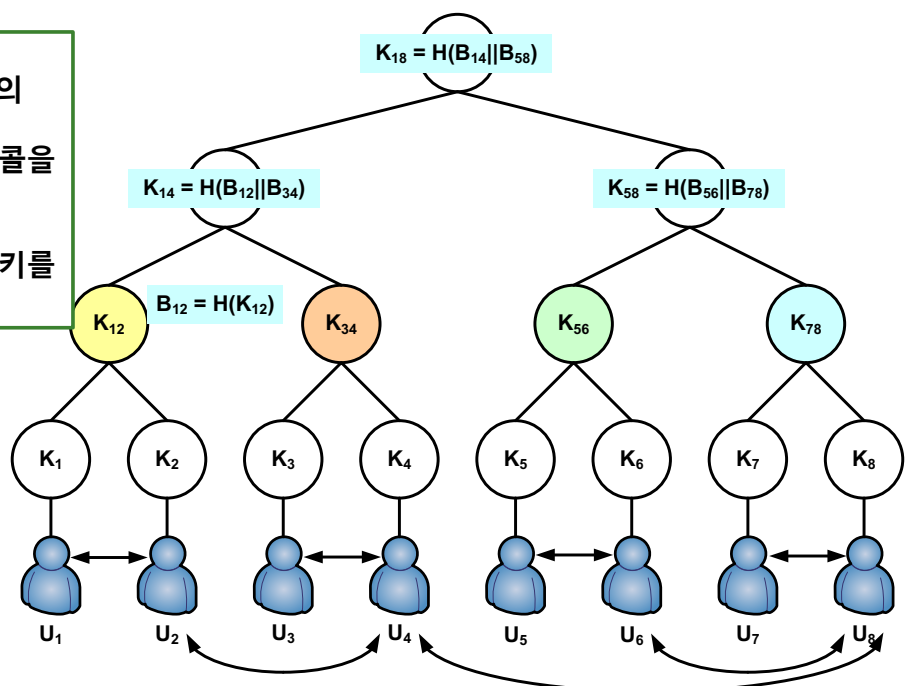 의
콜을
키를
K₁₈ = H(B₁₄||B₅₈)
K₁₄ = H(B₁₂||B₃₄)
K₅₈ = H(B₅₆||B₇₈)
K₁₂
B₁₂ = H(K₁₂)
K₃₄
K₅₆
K₇₈
K₁
K₂
K₃
K₄
K₅
K₆
K₇
K₈
U₁
U₂
U₃
U₄
U₅
U₆
U₇
U₈